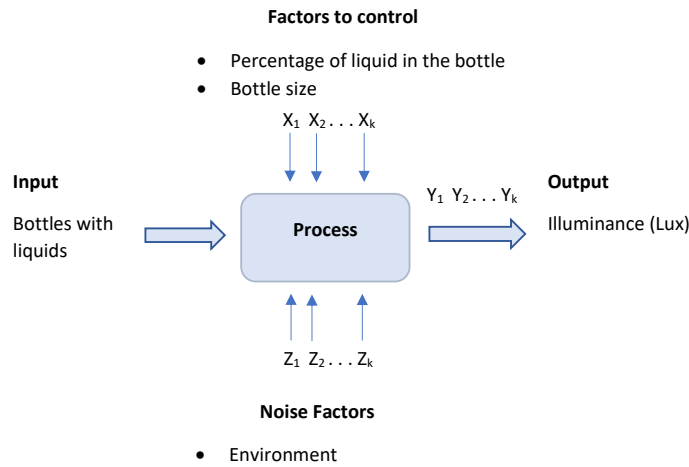 Factors to control
• Percentage of liquid in the bottle
• Bottle size
X₁ X₂ . . . Xₖ
Input
Bottles with
liquids
Process
Y₁ Y₂ . . . Yₖ
Output
Illuminance (Lux)
Z₁ Z₂ . . . Zₖ
Noise Factors
• Environment